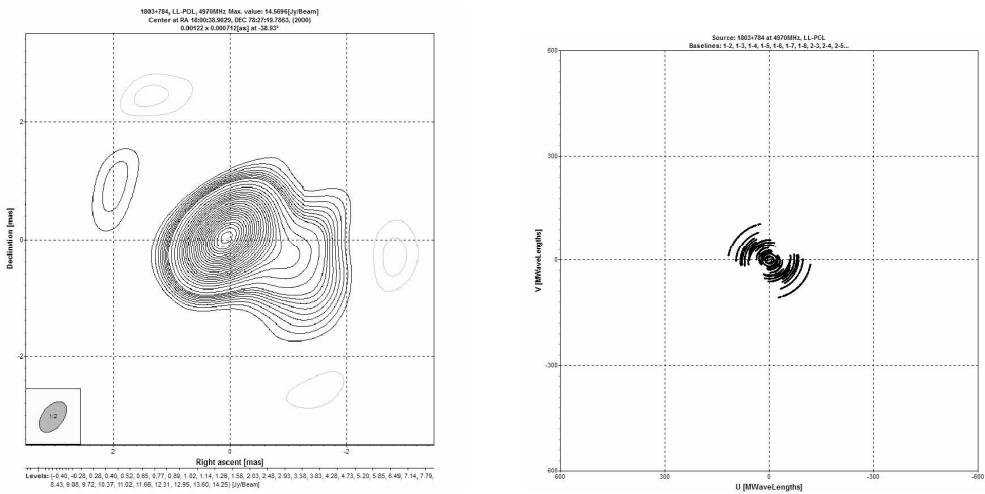 1803+784, LL-POL, 4970MHz Max. value: 14.5696[Jy/Beam]
Center at RA 18:00:38.9029, DEC 78:27:19.7863, (2000)
0.00122 x 0.000712[as] at -38.93°
Declination [mas]
2
0
-2
1:2
2
0
-2
Right ascent [mas]
Levels: (-0.40, -0.28, 0.28, 0.40, 0.52, 0.65, 0.77, 0.89, 1.02, 1.14, 1.26, 1.58, 2.03, 2.48, 2.93, 3.38, 3.83, 4.28, 4.73, 5.20, 5.85, 6.49, 7.14, 7.79,
8.43, 9.08, 9.72, 10.37, 11.02, 11.66, 12.31, 12.95, 13.60, 14.25) [Jy/Beam]
Source: 1803+784 at 4970MHz, LL-POL
Baselines: 1-2, 1-3, 1-4, 1-5, 1-6, 1-7, 1-8, 2-3, 2-4, 2-5...
V [MWaveLengths]
600
300
0
-300
600
-600
-300
0
-300
-600
U [MWaveLengths]